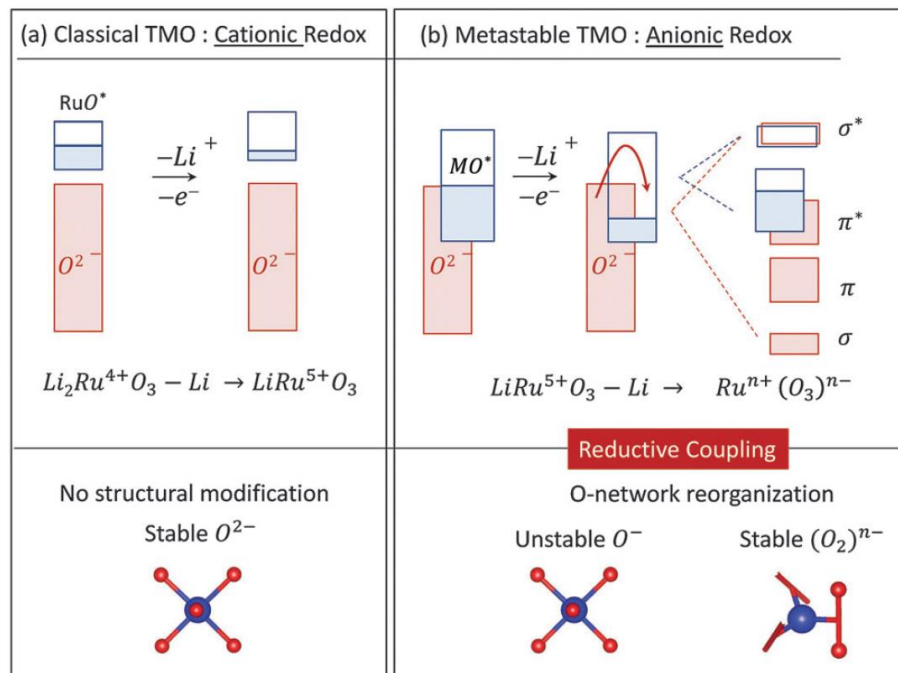 (a) Classical TMO : Cationic Redox
(b) Metastable TMO : Anionic Redox
RuO*
−Li⁺
−e⁻
O²⁻
O²⁻
Li₂Ru⁴⁺O₃ − Li → LiRu⁵⁺O₃
MO*
−Li⁺
−e⁻
O²⁻
O²⁻
σ*
π*
π
σ
LiRu⁵⁺O₃ − Li → Ruⁿ⁺(O₃)ⁿ⁻
Reductive Coupling
No structural modification
Stable O²⁻
O-network reorganization
Unstable O⁻
Stable (O₂)ⁿ⁻